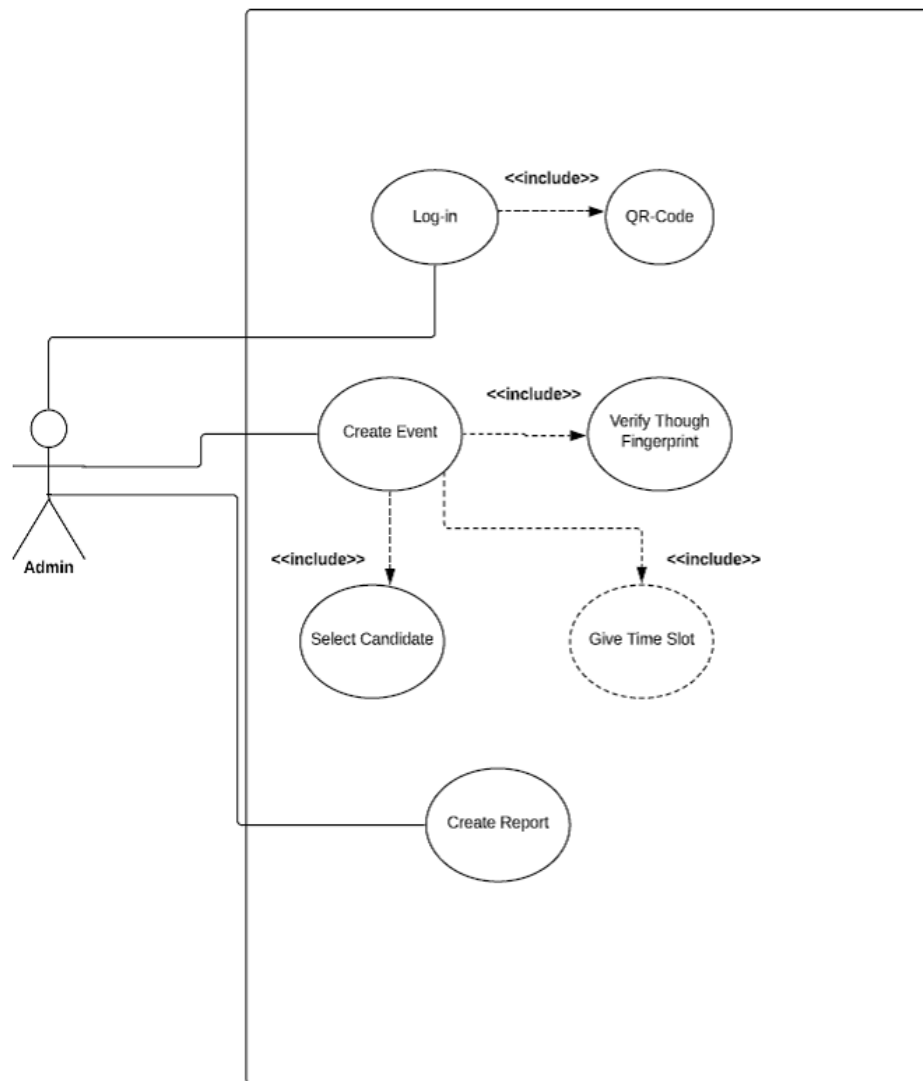 <<include>>
Log-in
QR-Code
Create Event
<<include>>
Verify Though
Fingerprint
Admin
<<include>>
<<include>>
Select Candidate
Give Time Slot
Create Report